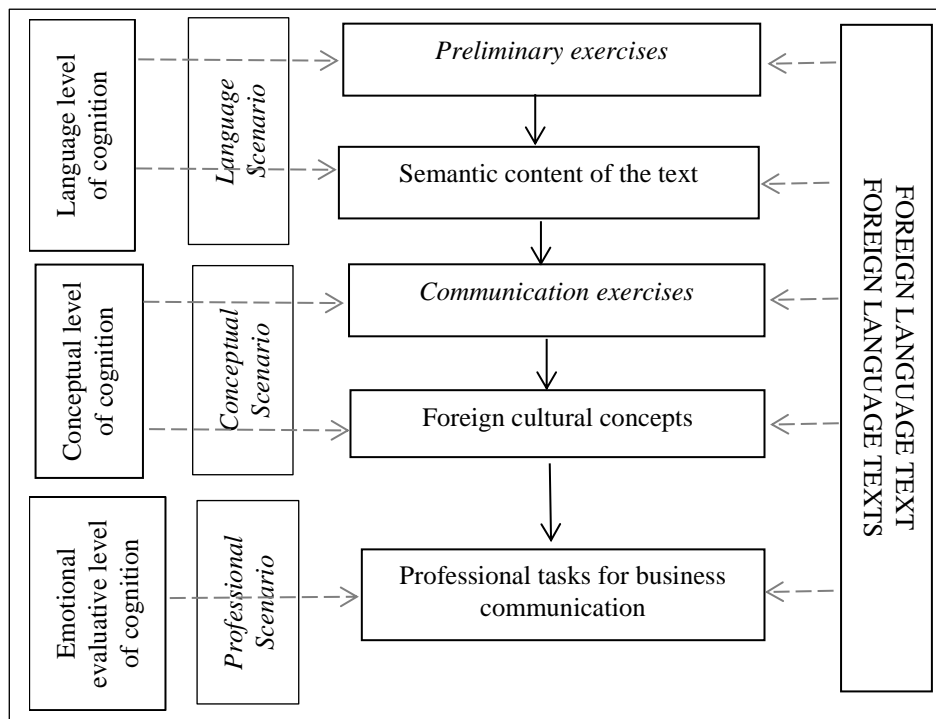 Language level
of cognition
Language
Scenario
Preliminary exercises
Semantic content of the text
Conceptual level
of cognition
Conceptual
Scenario
Communication exercises
Foreign cultural concepts
Emotional
evaluative level
of cognition
Professional
Scenario
Professional tasks for business
communication
FOREIGN LANGUAGE TEXT
FOREIGN LANGUAGE TEXTS